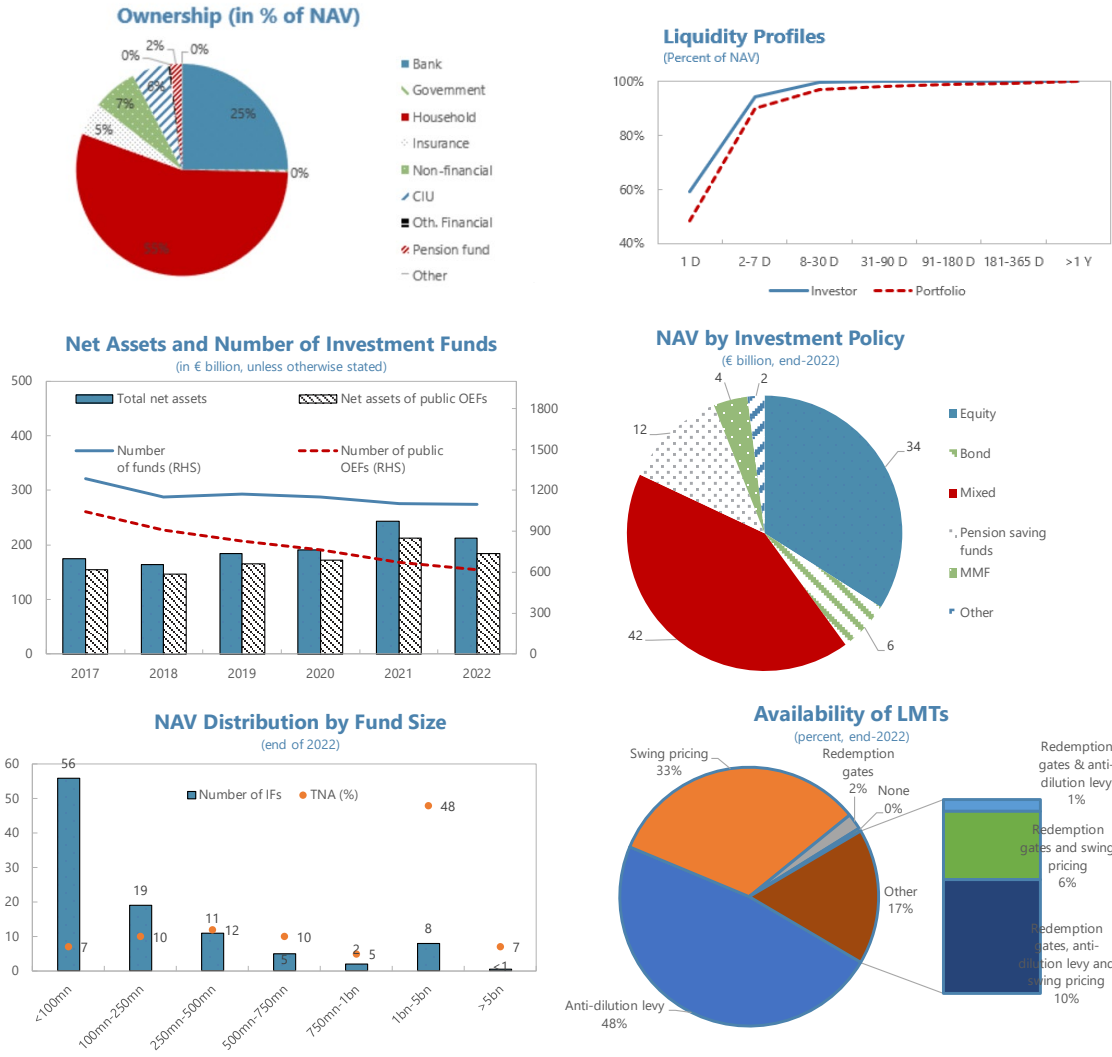 Ownership (in % of NAV)
0%
2%
0%
6%
7%
5%
25%
0%
55%
Bank
Government
Household
Insurance
Non-financial
CIU
Oth. Financial
Pension fund
Other
Liquidity Profiles
(Percent of NAV)
100%
80%
60%
40%
1 D 2-7 D 8-30 D 31-90 D 91-180 D 181-365 D >1 Y
Investor Portfolio
Net Assets and Number of Investment Funds
(in € billion, unless otherwise stated)
500
400
300
200
100
0
Total net assets
Net assets of public OEFs
Number
of funds (RHS)
Number of public
OEFs (RHS)
1800
1500
1200
900
600
300
0
2017 2018 2019 2020 2021 2022
NAV by Investment Policy
(€ billion, end-2022)
4
2
12
34
42
6
Equity
Bond
Mixed
Pension saving
funds
MMF
Other
NAV Distribution by Fund Size
(end of 2022)
60
50
40
30
20
10
0
Number of IFs TNA (%)
56
7
19
10
11
12
5
10
2
5
8
48
<1
7
<100mn
100mn-250mn
250mn-500mn
500mn-750mn
750mn-1bn
1bn-5bn
>5bn
Availability of LMTs
(percent, end-2022)
Swing pricing
33%
Redemption
gates
2%
None
0%
Other
17%
Anti-dilution levy
48%
Redemption
gates & anti-
dilution levy
1%
Redemption
gates and swing
pricing
6%
Redemption
gates, anti-
dilution levy and
swing pricing
10%